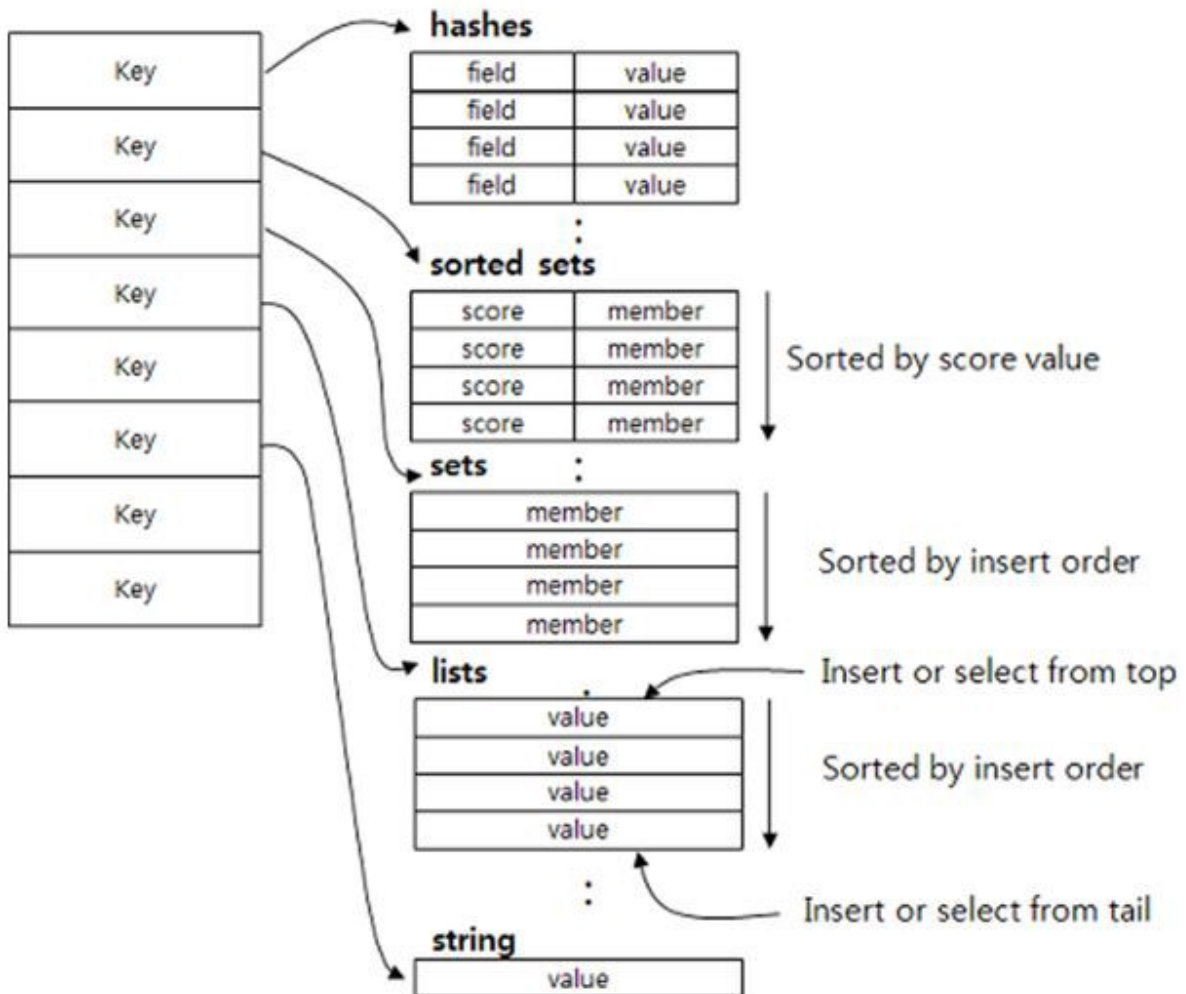 Key
Key
Key
Key
Key
Key
Key
Key
hashes
field value
field value
field value
field value
:
sorted sets
score member
score member
score member
score member
Sorted by score value
:
sets
member
member
member
member
Sorted by insert order
lists
.
Insert or select from top
value
value
value
value
Sorted by insert order
:
Insert or select from tail
string
value